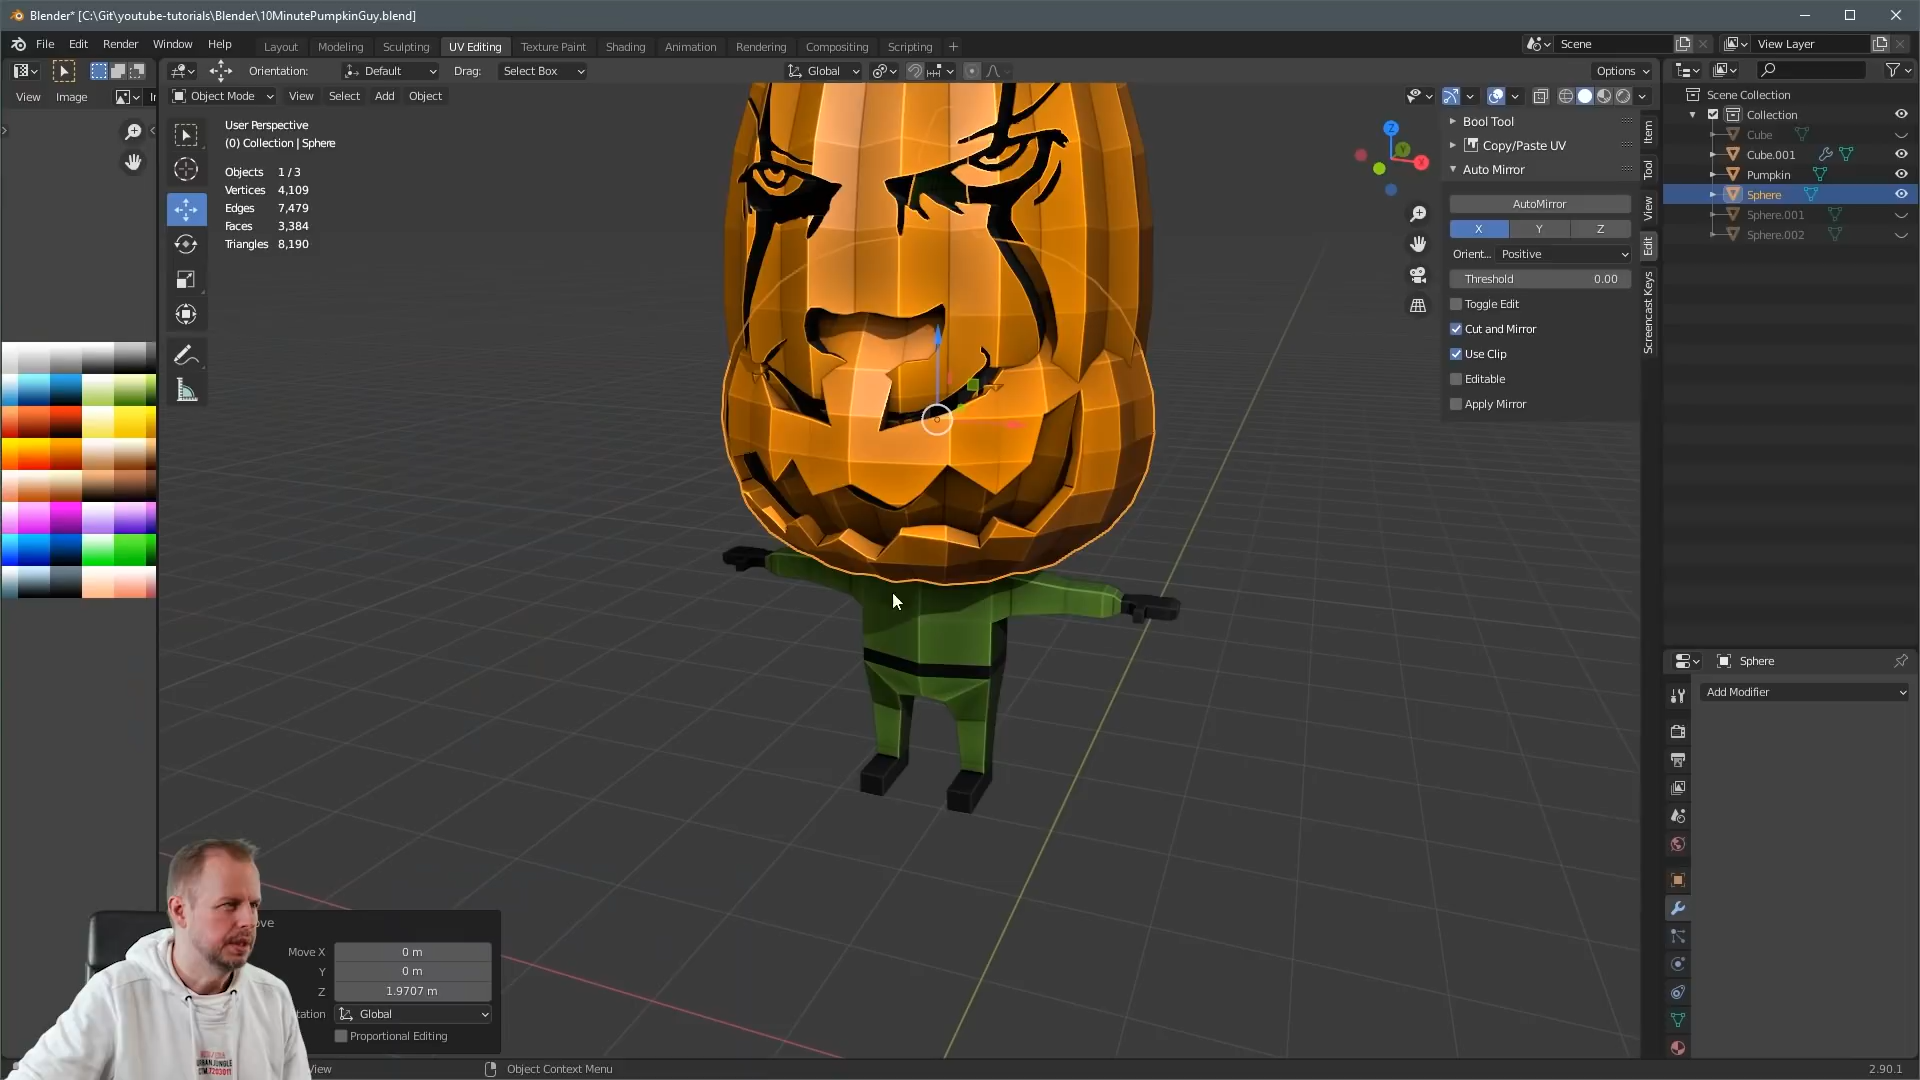 Blender* [C:\Git\youtube-tutorials\Blender\10MinutePumpkinGuy.blend]
File Edit Render Window Help Layout Modeling Sculpting UV Editing Texture Paint Shading Animation Rendering Compositing Scripting + Scene View Layer
Orientation: Default Drag: Select Box Global Options
View Image Object Mode View Select Add Object
User Perspective
(0) Collection | Sphere
Objects 1 / 3
Vertices 4,109
Edges 7,479
Faces 3,384
Triangles 8,190
Z
Y
X
Bool Tool
Copy/Paste UV
Auto Mirror
AutoMirror
X Y Z
Orient... Positive
Threshold 0.00
Toggle Edit
Cut and Mirror
Use Clip
Editable
Apply Mirror
Item
Tool
View
Edit
Screencast Keys
Scene Collection
Collection
Cube
Cube.001
Pumpkin
Sphere
Sphere.001
Sphere.002
Sphere
Add Modifier
ove
Move X 0 m
Y 0 m
Z 1.9707 m
tation Global
Proportional Editing
View Object Context Menu 2.90.1